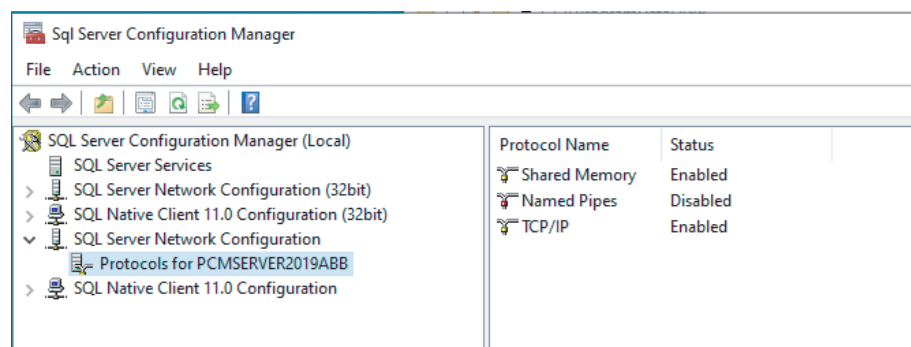 Sql Server Configuration Manager
File Action View Help
SQL Server Configuration Manager (Local)
SQL Server Services
SQL Server Network Configuration (32bit)
SQL Native Client 11.0 Configuration (32bit)
SQL Server Network Configuration
Protocols for PCMSERVER2019ABB
SQL Native Client 11.0 Configuration
Protocol Name Status
Shared Memory Enabled
Named Pipes Disabled
TCP/IP Enabled